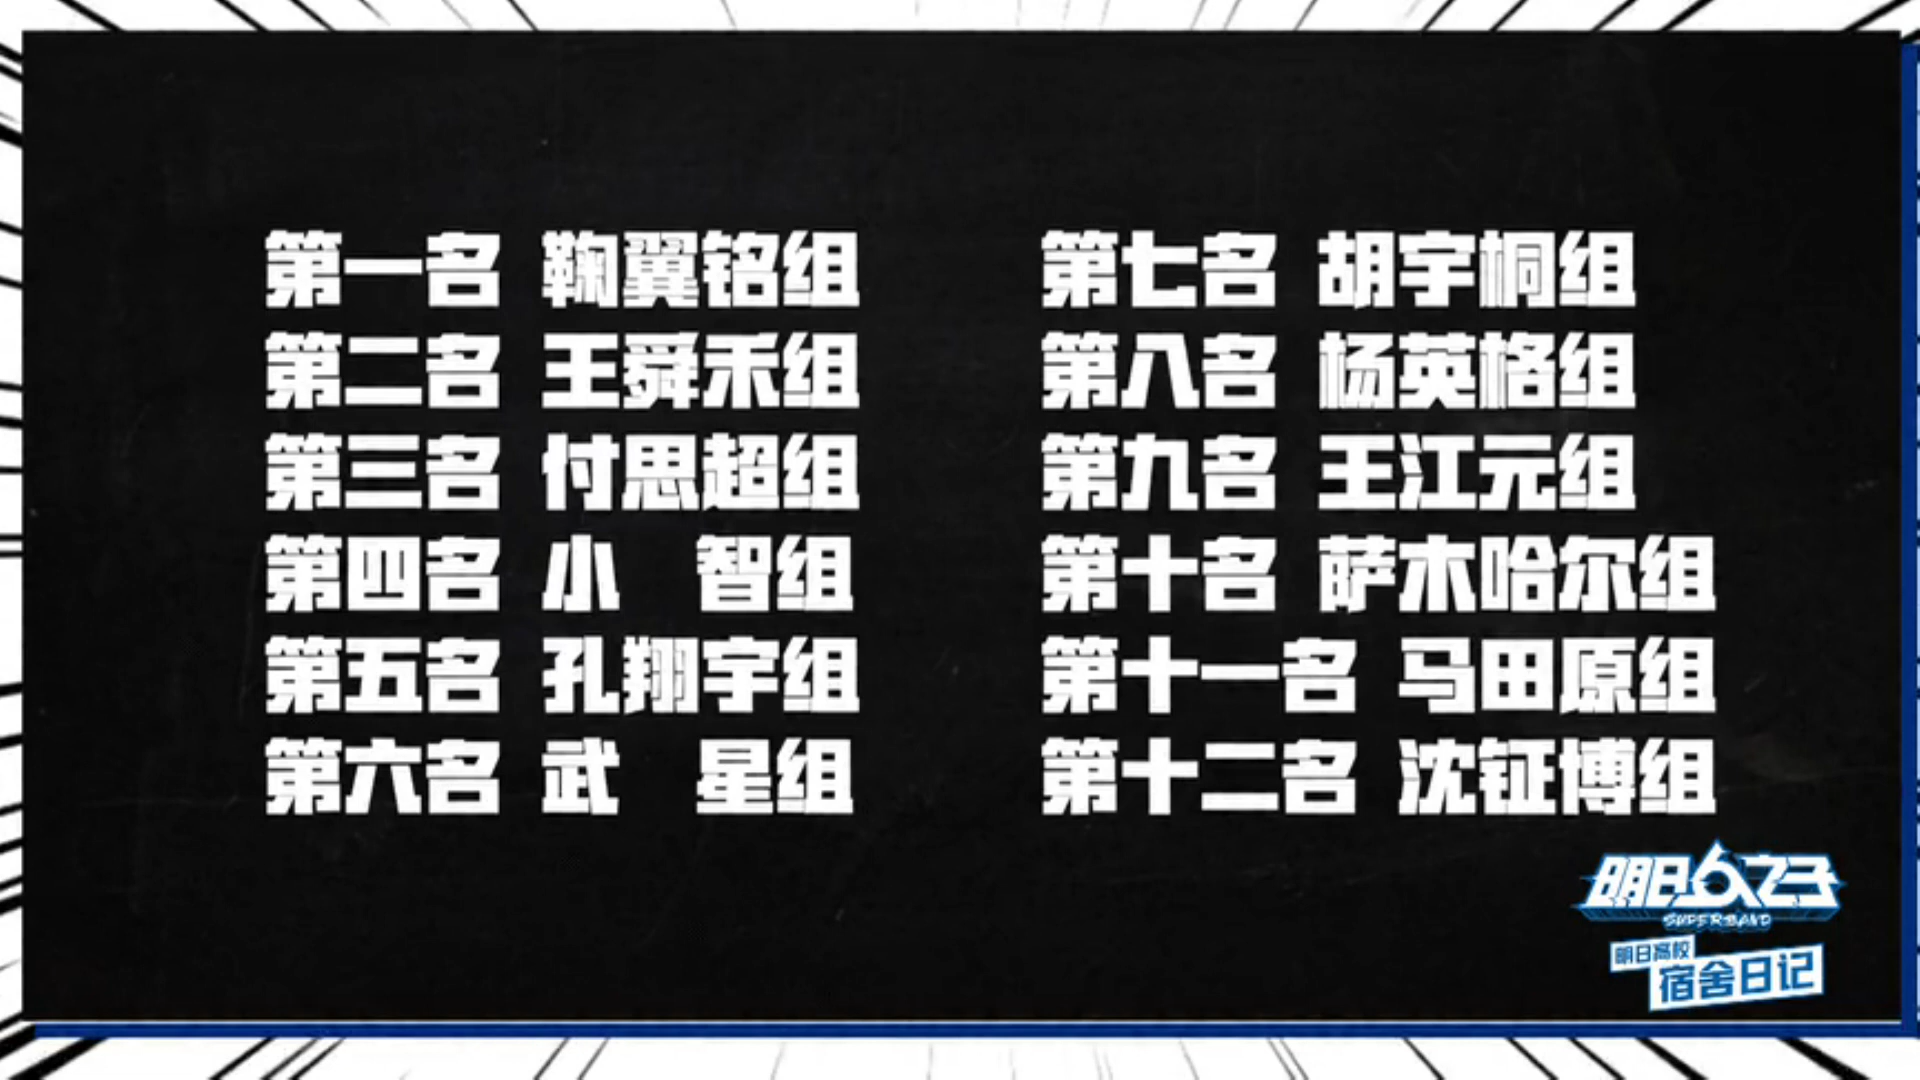 第一名 鞠翼铭组
第二名 王舜禾组
第三名 付思超组
第四名 小 智组
第五名 孔翔宇组
第六名 武 星组
第七名 胡宇桐组
第八名 杨英格组
第九名 王江元组
第十名 萨木哈尔组
第十一名 马田原组
第十二名 沈钲博组
明日之子
SUPERBAND
明日高校
宿舍日记